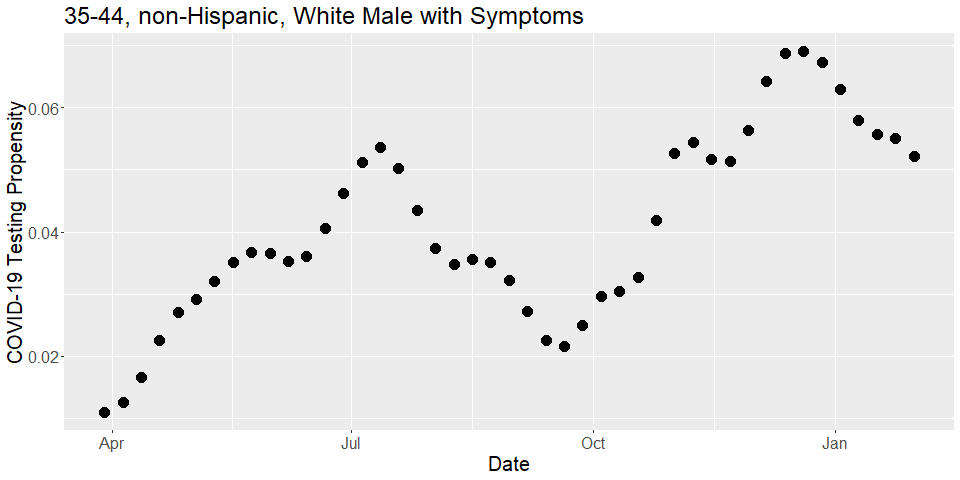 35-44, non-Hispanic, White Male with Symptoms
COVID-19 Testing Propensity
0.06
0.04
0.02
Apr
Jul
Oct
Jan
Date